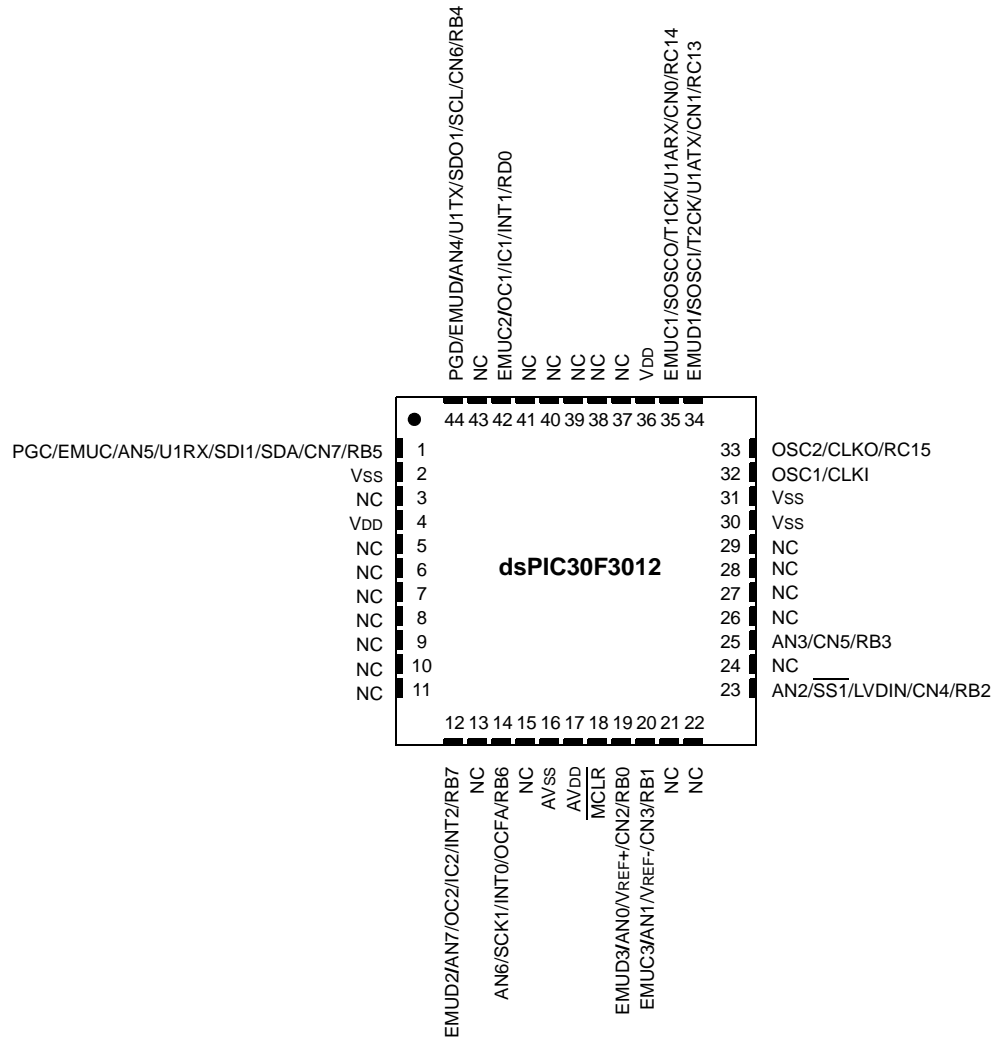 PGD/EMUD/AN4/U1TX/SDO1/SCL/CN6/RB4
NC
EMUC2/OC1/IC1/INT1/RD0
NC
NC
NC
NC
NC
VDD
EMUC1/SOSCO/T1CK/U1ARX/CN0/RC14
EMUD1/SOSCI/T2CK/U1ATX/CN1/RC13
44 43 42 41 40 39 38 37 36 35 34
PGC/EMUC/AN5/U1RX/SDI1/SDA/CN7/RB5 1
VSS 2
NC 3
VDD 4
NC 5
NC 6
NC 7
NC 8
NC 9
NC 10
NC 11
dsPIC30F3012
33 OSC2/CLKO/RC15
32 OSC1/CLKI
31 VSS
30 VSS
29 NC
28 NC
27 NC
26 NC
25 AN3/CN5/RB3
24 NC
23 AN2/SS1/LVDIN/CN4/RB2
12 13 14 15 16 17 18 19 20 21 22
EMUD2/AN7/OC2/IC2/INT2/RB7
NC
AN6/SCK1/INT0/OCFA/RB6
NC
AVSS
AVDD
MCLR
EMUD3/AN0/VREF+/CN2/RB0
EMUC3/AN1/VREF-/CN3/RB1
NC
NC